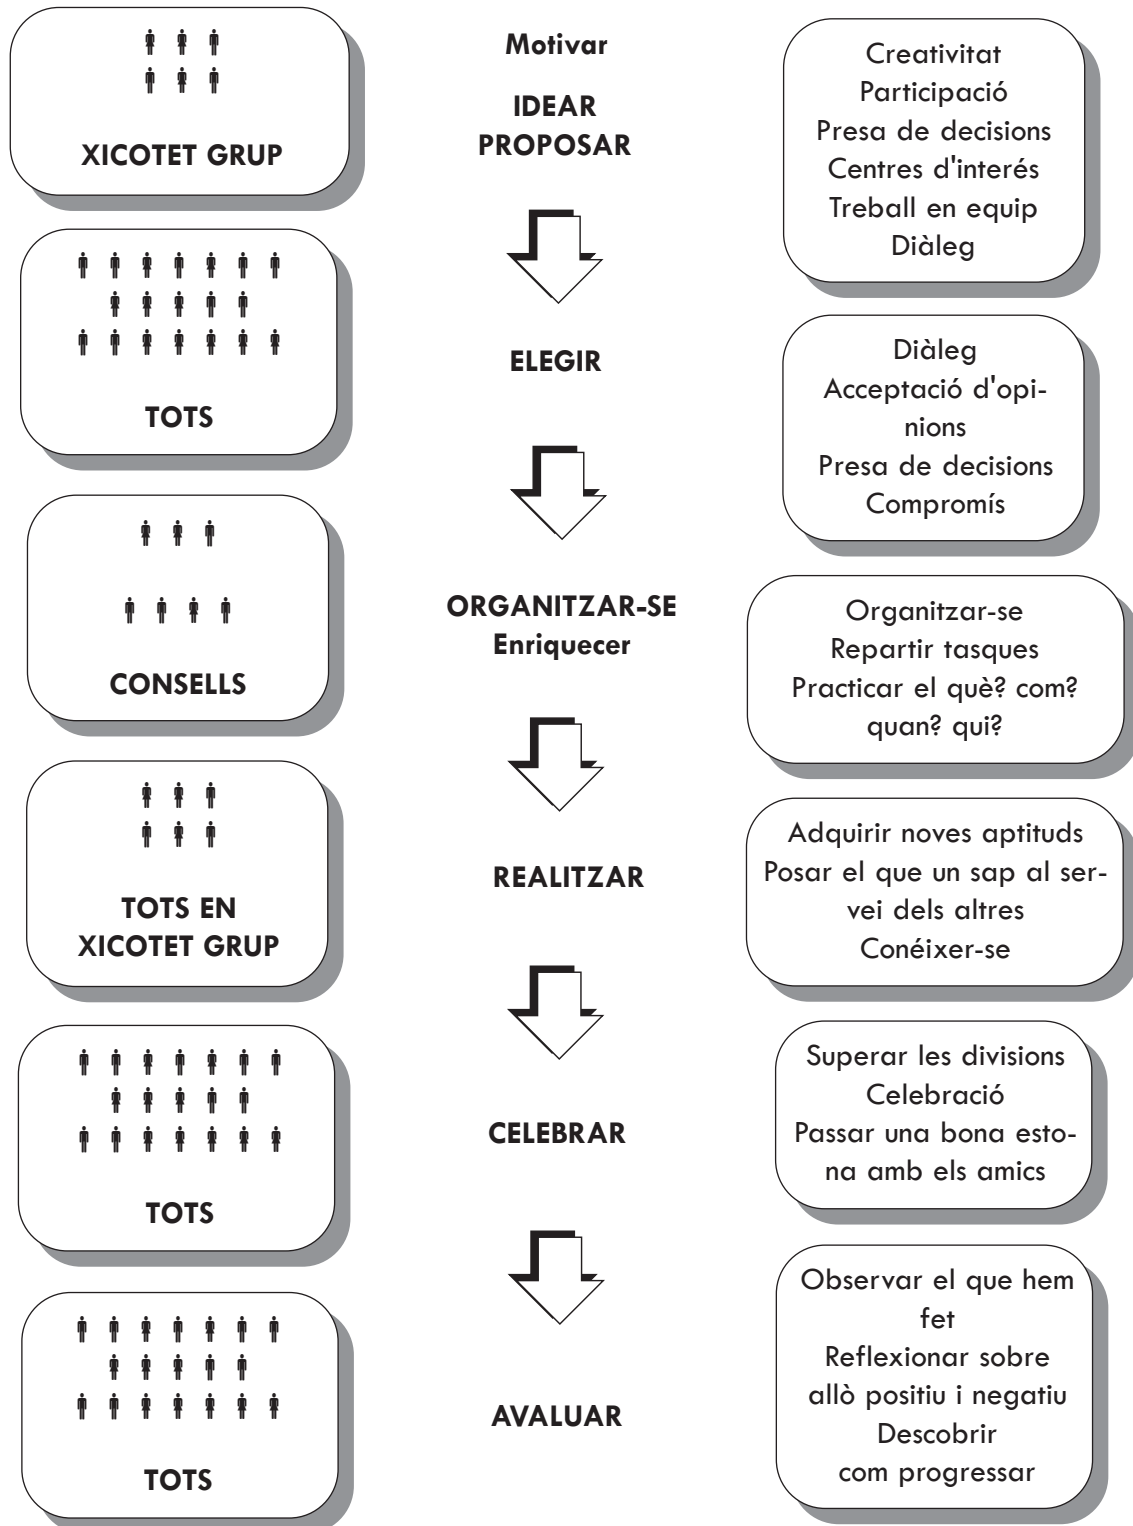 XICOTET GRUP
Motivar
IDEAR
PROPOSAR
Creativitat
Participació
Presa de decisions
Centres d'interés
Treball en equip
Diàleg
TOTS
ELEGIR
Diàleg
Acceptació d'opi-
nions
Presa de decisions
Compromís
CONSELLS
ORGANITZAR-SE
Enriquecer
Organitzar-se
Repartir tasques
Practicar el què? com?
quan? qui?
TOTS EN
XICOTET GRUP
REALITZAR
Adquirir noves aptituds
Posar el que un sap al ser-
vei dels altres
Conéixer-se
TOTS
CELEBRAR
Superar les divisions
Celebració
Passar una bona esto-
na amb els amics
TOTS
AVALUAR
Observar el que hem
fet
Reflexionar sobre
allò positiu i negatiu
Descobrir
com progressar